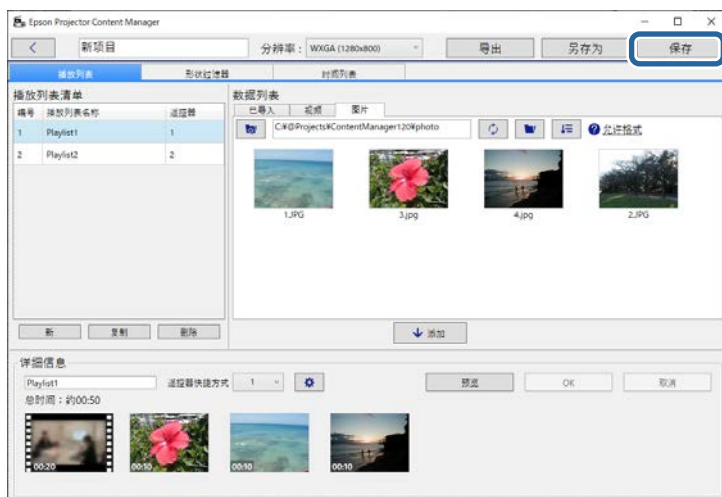 Epson Projector Content Manager
新项目 分辨率： WXGA (1280x800) 导出 另存为 保存
播放列表 形状过滤器 时间列表
播放列表清单 数据列表
编号 播放列表名称 遥控器 已导入 视频 图片
C:¥@Projects¥ContentManager120¥photo ? 允许格式
1 Playlist1 1
2 Playlist2 2
1.JPG 3.jpg 4.jpg 2.JPG
新 复制 删除 添加
详细信息
Playlist1 遥控器快捷方式 1 预览 OK 取消
总时间：约00:50
00:20 00:10 00:10 00:10